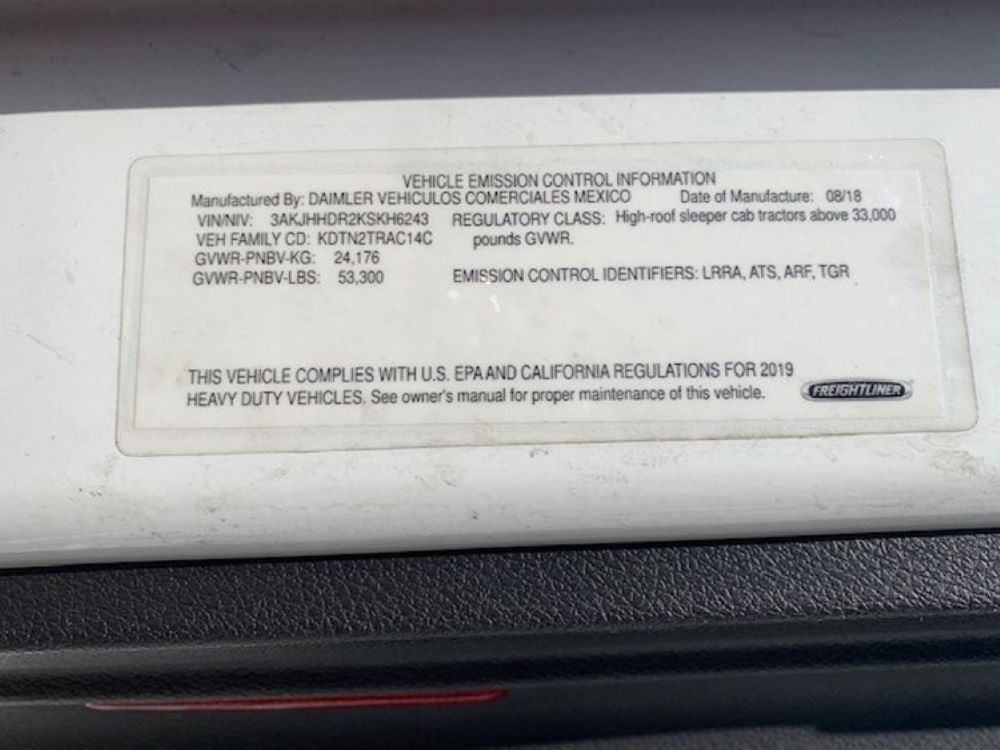 VEHICLE EMISSION CONTROL INFORMATION
Manufactured By: DAIMLER VEHICULOS COMERCIALES MEXICO Date of Manufacture: 08/18
VIN/NIV: 3AKJHHDR2KSKH6243 REGULATORY CLASS: High-roof sleeper cab tractors above 33,000
VEH FAMILY CD: KDTN2TRAC14C pounds GVWR.
GVWR-PNBV-KG: 24,176
GVWR-PNBV-LBS: 53,300 EMISSION CONTROL IDENTIFIERS: LRRA, ATS, ARF, TGR
THIS VEHICLE COMPLIES WITH U.S. EPA AND CALIFORNIA REGULATIONS FOR 2019
HEAVY DUTY VEHICLES. See owner's manual for proper maintenance of this vehicle.
FREIGHTLINER